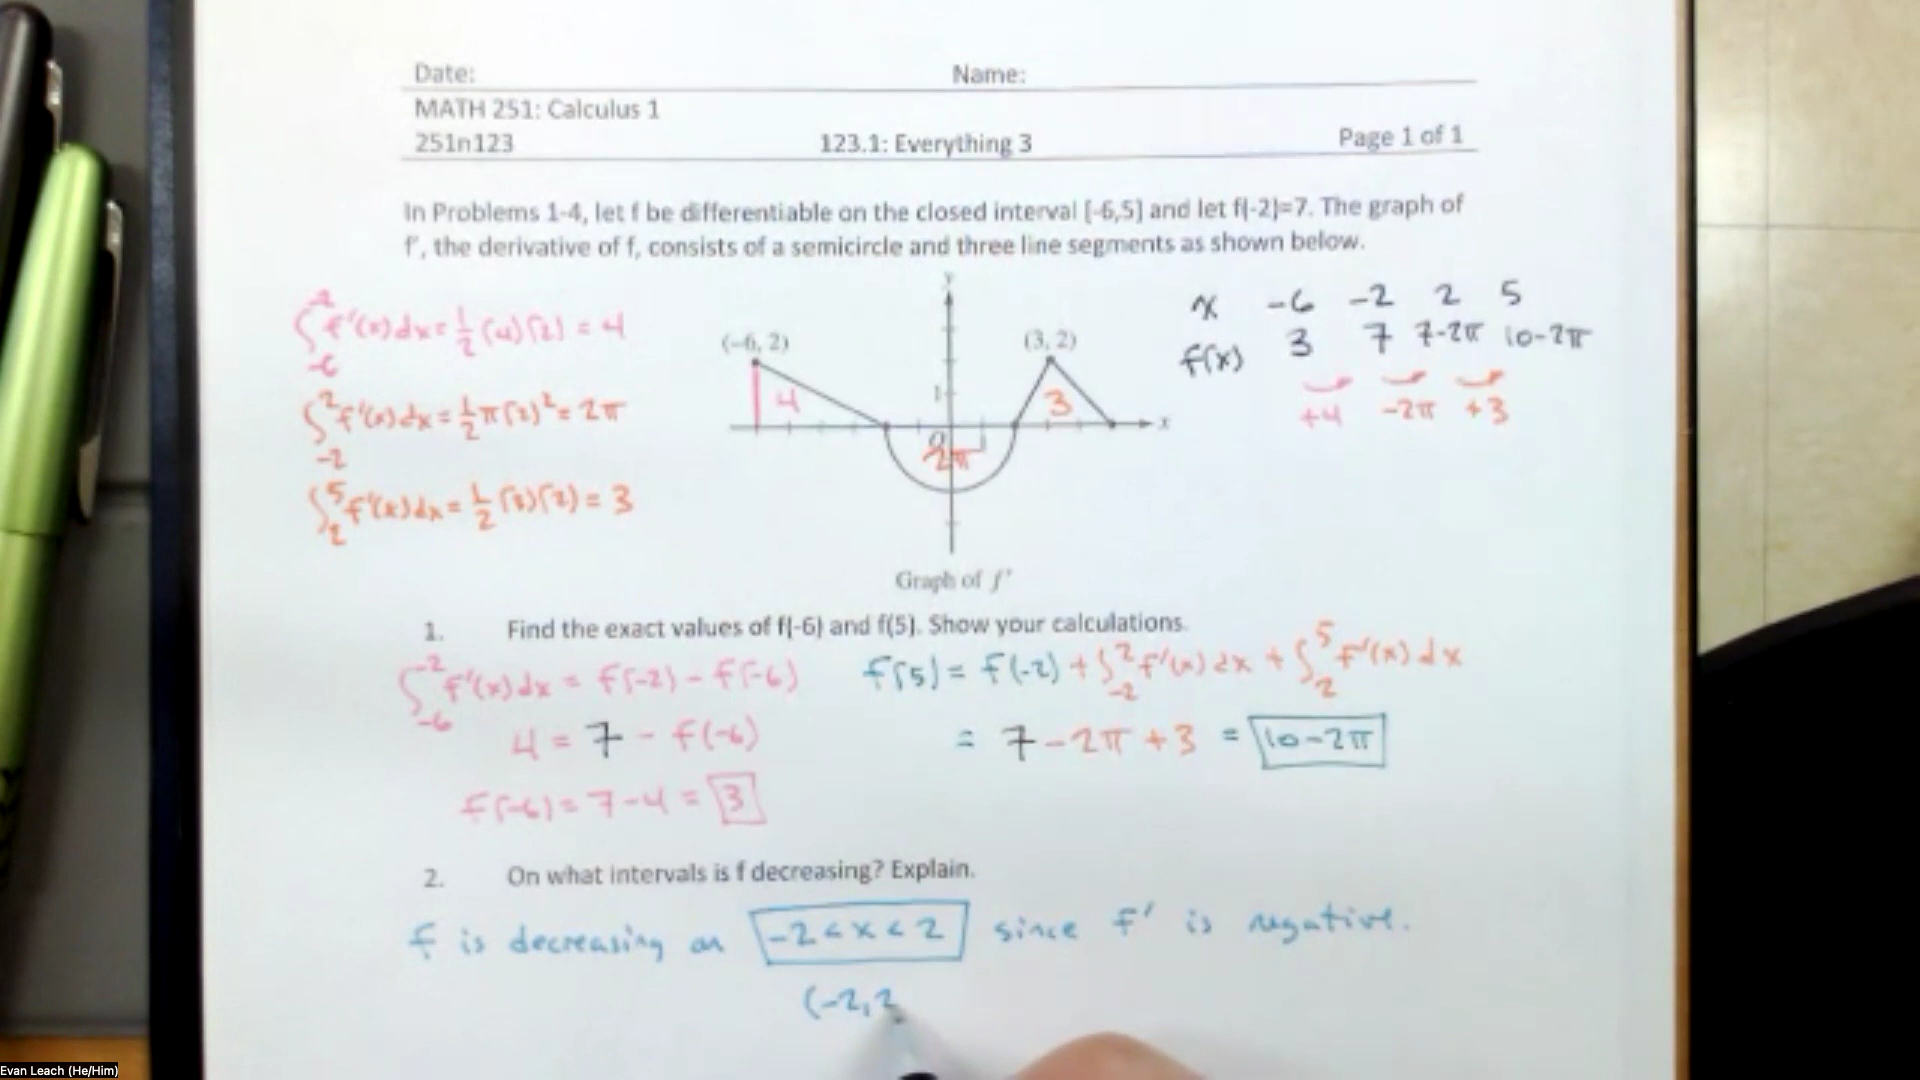 Date: Name:
MATH 251: Calculus 1
251n123 123.1: Everything 3 Page 1 of 1
In Problems 1-4, let f be differentiable on the closed interval [-6,5] and let f(-2)=7. The graph of
f', the derivative of f, consists of a semicircle and three line segments as shown below.
∫_{-6}^{-2} f'(x)dx = 1/2 (4)(2) = 4
∫_{-2}^{2} f'(x)dx = 1/2 π(2)^2 = 2π
∫_{2}^{5} f'(x)dx = 1/2 (3)(2) = 3
y
(-6, 2) (3, 2)
4 1 3
x
O
2π
x -6 -2 2 5
f(x) 3 7 7-2π 10-2π
+4 -2π +3
Graph of f'
1. Find the exact values of f(-6) and f(5). Show your calculations.
∫_{-6}^{-2} f'(x)dx = f(-2) - f(-6)
4 = 7 - f(-6)
f(-6) = 7-4 = 3
f(5) = f(-2) + ∫_{-2}^{2} f'(x)dx + ∫_{2}^{5} f'(x)dx
= 7 - 2π + 3 = 10-2π
2. On what intervals is f decreasing? Explain.
f is decreasing on -2 < x < 2 since f' is negative.
(-2,2
Evan Leach (He/Him)